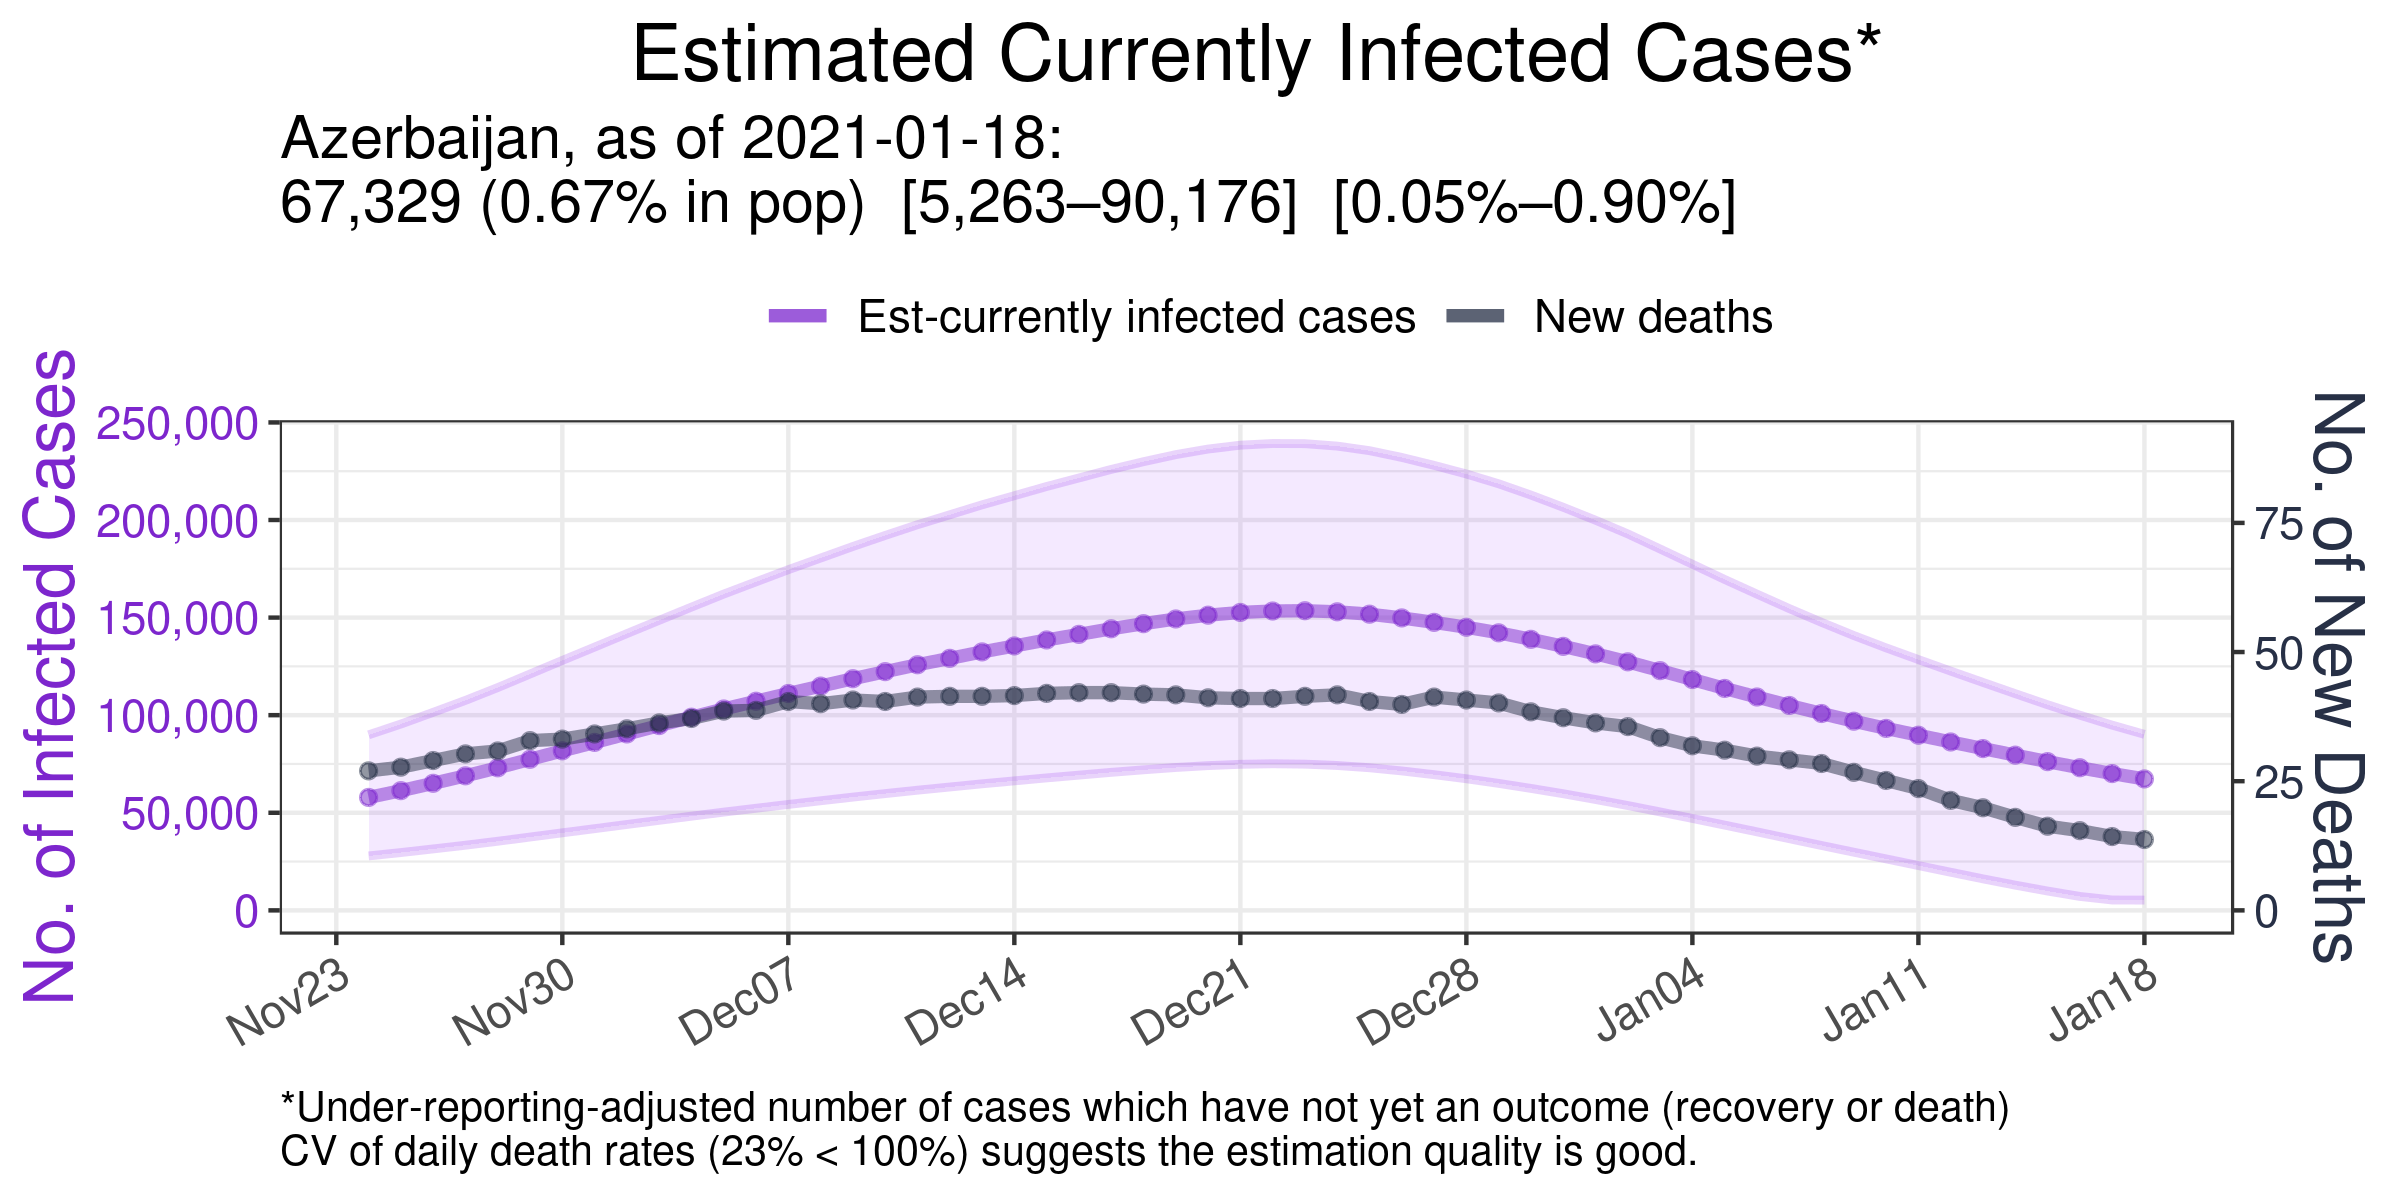 Estimated Currently Infected Cases*
Azerbaijan, as of 2021-01-18:
67,329 (0.67% in pop)  [5,263–90,176]  [0.05%–0.90%]
Est-currently infected cases
New deaths
No. of Infected Cases
250,000
200,000
150,000
100,000
50,000
0
No. of New Deaths
75
50
25
0
Nov23
Nov30
Dec07
Dec14
Dec21
Dec28
Jan04
Jan11
Jan18
*Under-reporting-adjusted number of cases which have not yet an outcome (recovery or death)
CV of daily death rates (23% < 100%) suggests the estimation quality is good.